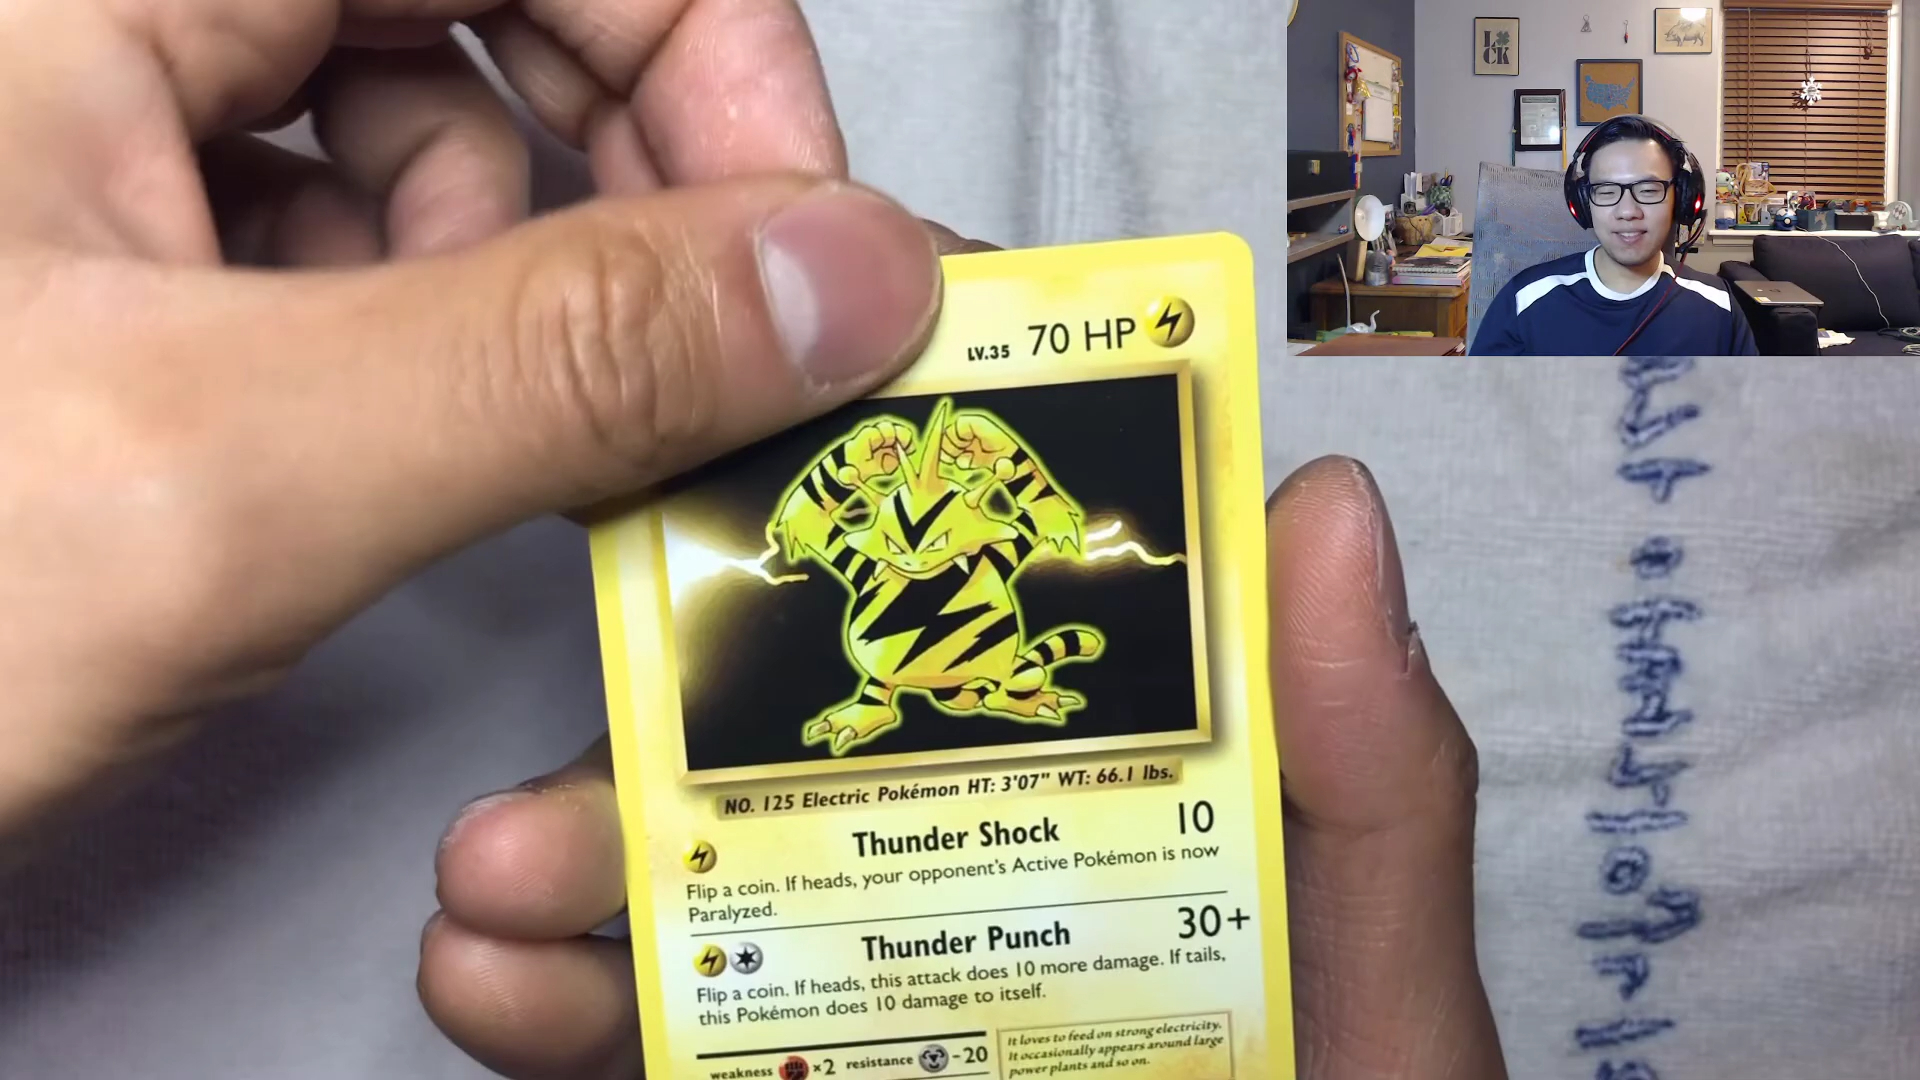 L CK
LV.35 70 HP
NO. 125 Electric Pokémon HT: 3'07" WT: 66.1 lbs.
Thunder Shock 10
Flip a coin. If heads, your opponent's Active Pokémon is now
Paralyzed.
Thunder Punch 30+
Flip a coin. If heads, this attack does 10 more damage. If tails,
this Pokémon does 10 damage to itself.
weakness ×2 resistance -20
It loves to feed on strong electricity.
It occasionally appears around large
power plants and so on.